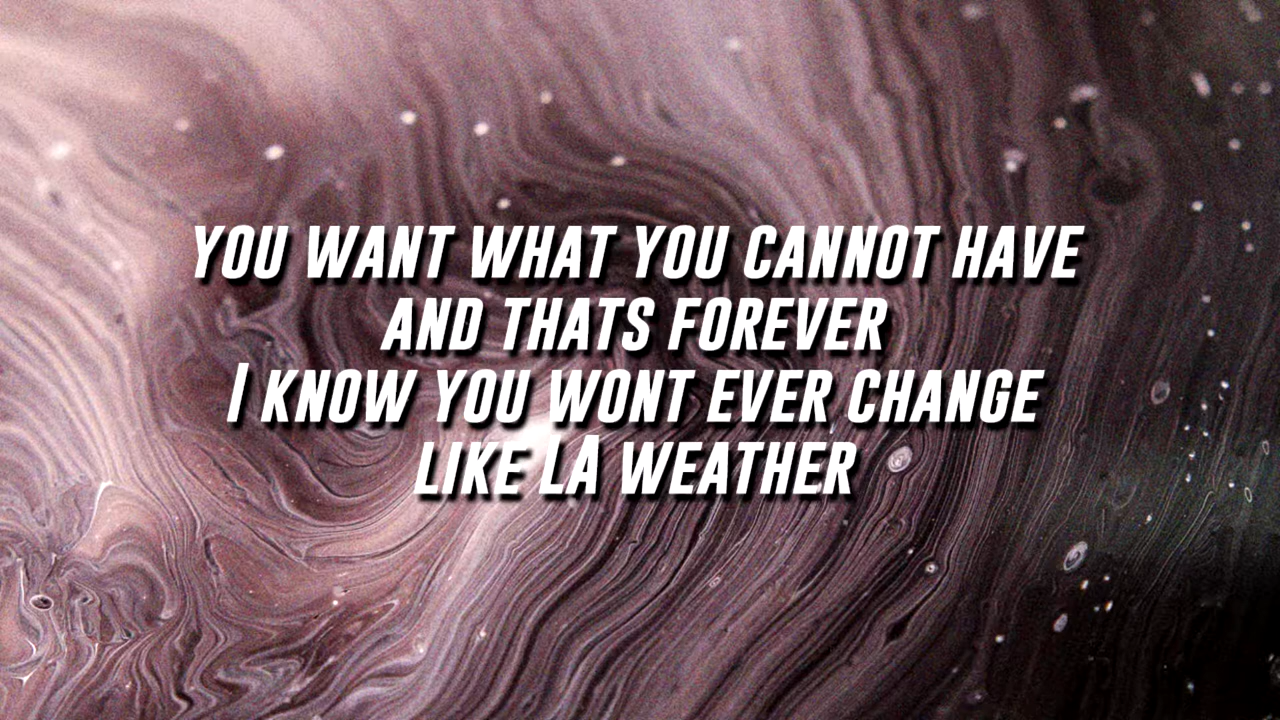 YOU WANT WHAT YOU CANNOT HAVE
AND THATS FOREVER
I KNOW YOU WONT EVER CHANGE
LIKE LA WEATHER